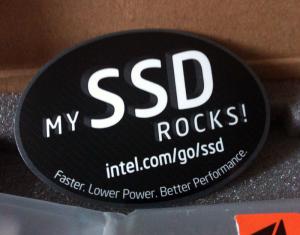 MY SSD
ROCKS!
intel.com/go/ssd
Faster. Lower Power. Better Performance.